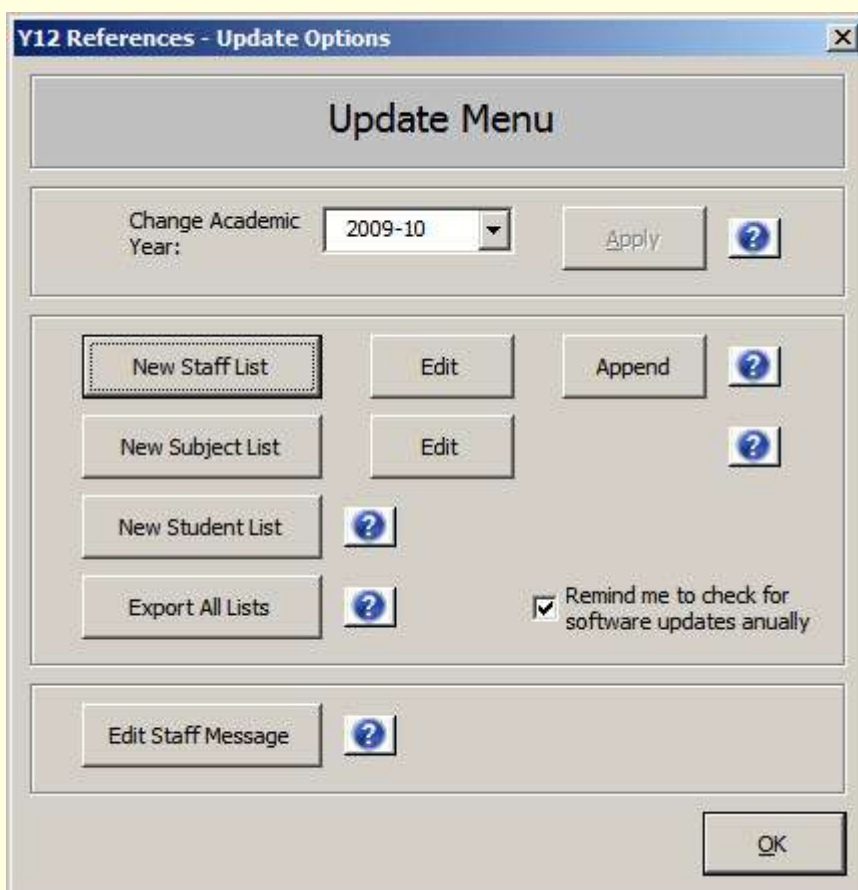 Y12 References - Update Options
Update Menu
Change Academic
Year:
2009-10
Apply
New Staff List
Edit
Append
New Subject List
Edit
New Student List
Export All Lists
Remind me to check for
software updates anually
Edit Staff Message
OK